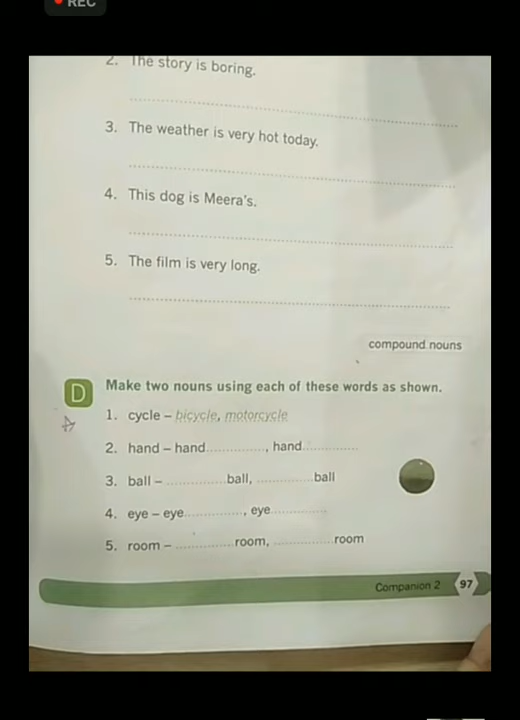 REC
2. The story is boring.
3. The weather is very hot today.
4. This dog is Meera's.
5. The film is very long.
compound nouns
D Make two nouns using each of these words as shown.
1. cycle – bicycle, motorcycle
2. hand – hand..............., hand...............
3. ball – ...............ball, ...............ball
4. eye – eye..............., eye...............
5. room – ...............room, ...............room
Companion 2 97